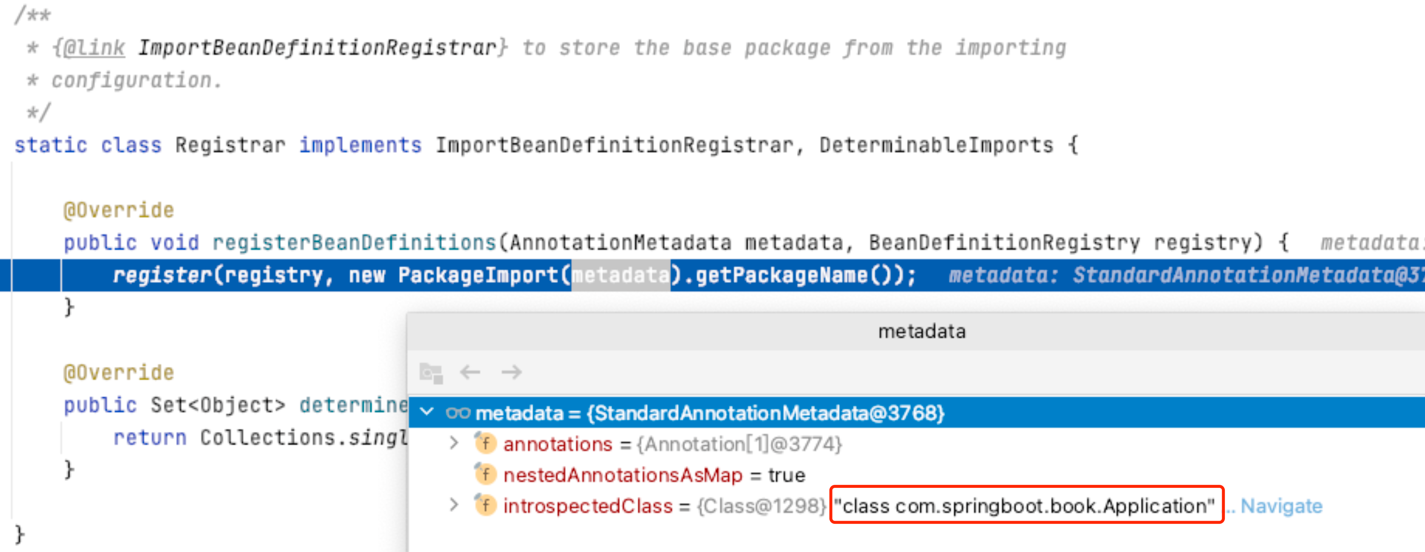 /**
* {@link ImportBeanDefinitionRegistrar} to store the base package from the importing
* configuration.
*/
static class Registrar implements ImportBeanDefinitionRegistrar, DeterminableImports {
@Override
public void registerBeanDefinitions(AnnotationMetadata metadata, BeanDefinitionRegistry registry) { metadata:
register(registry, new PackageImport(metadata).getPackageName()); metadata: StandardAnnotationMetadata@37
}
metadata
@Override
public Set<Object> determine
metadata = {StandardAnnotationMetadata@3768}
return Collections.singl
f annotations = {Annotation[1]@3774}
}
f nestedAnnotationsAsMap = true
f introspectedClass = {Class@1298} "class com.springboot.book.Application" ... Navigate
}